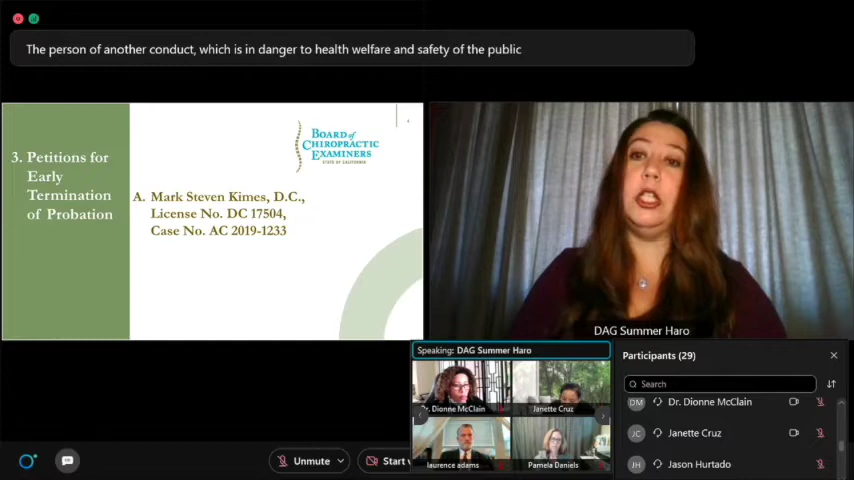 The person of another conduct, which is in danger to health welfare and safety of the public
3. Petitions for
Early
Termination
of Probation
BOARD of
CHIROPRACTIC
EXAMINERS
STATE OF CALIFORNIA
A. Mark Steven Kimes, D.C.,
License No. DC 17504,
Case No. AC 2019-1233
DAG Summer Haro
Speaking: DAG Summer Haro
Dr. Dionne McClain
Janette Cruz
laurence adams
Pamela Daniels
Participants (29)
Search
DM Dr. Dionne McClain
JC Janette Cruz
JH Jason Hurtado
Unmute
Start